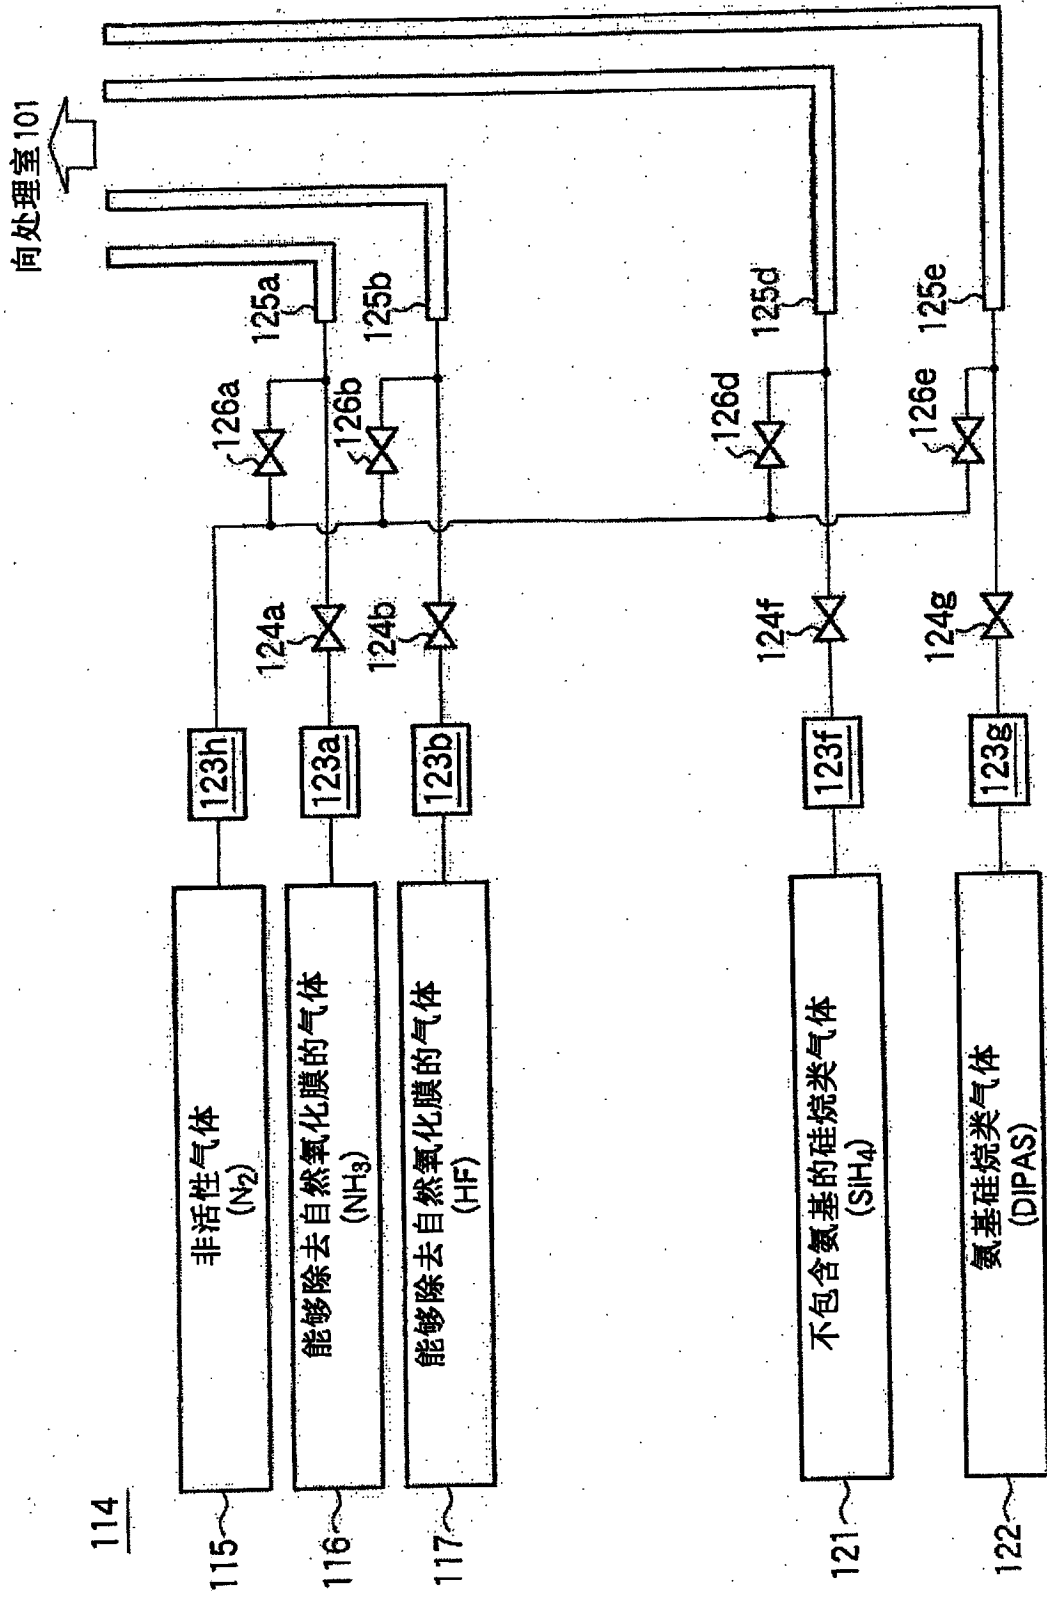 114
向处理室101
115
非活性气体
(N2)
123h
126a
125a
116
能够除去自然氧化膜的气体
(NH3)
123a
124a
126b
125b
117
能够除去自然氧化膜的气体
(HF)
123b
124b
126d
125d
121
不包含氨基的硅烷类气体
(SiH4)
123f
124f
126e
125e
122
氨基硅烷类气体
(DIPAS)
123g
124g